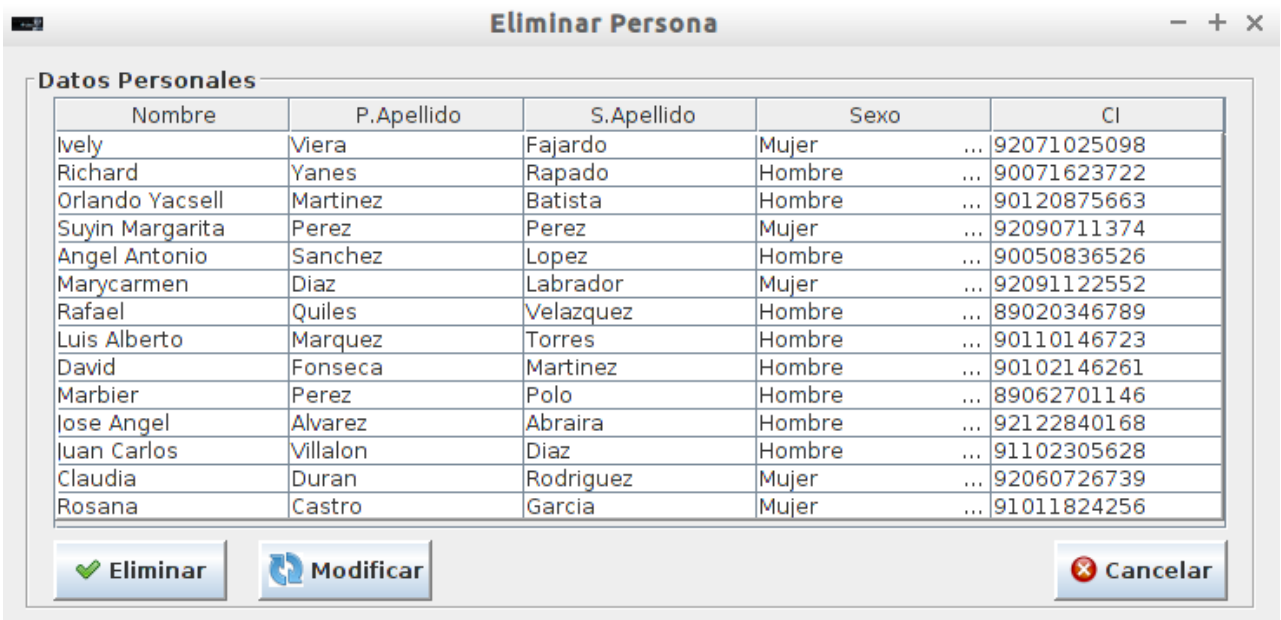 Eliminar Persona
Datos Personales
Nombre P.Apellido S.Apellido Sexo CI
Ively Viera Fajardo Mujer ... 92071025098
Richard Yanes Rapado Hombre ... 90071623722
Orlando Yacsell Martinez Batista Hombre ... 90120875663
Suyin Margarita Perez Perez Mujer ... 92090711374
Angel Antonio Sanchez Lopez Hombre ... 90050836526
Marycarmen Diaz Labrador Mujer ... 92091122552
Rafael Quiles Velazquez Hombre ... 89020346789
Luis Alberto Marquez Torres Hombre ... 90110146723
David Fonseca Martinez Hombre ... 90102146261
Marbier Perez Polo Hombre ... 89062701146
Jose Angel Alvarez Abraira Hombre ... 92122840168
Juan Carlos Villalon Diaz Hombre ... 91102305628
Claudia Duran Rodriguez Mujer ... 92060726739
Rosana Castro Garcia Mujer ... 91011824256
Eliminar Modificar Cancelar